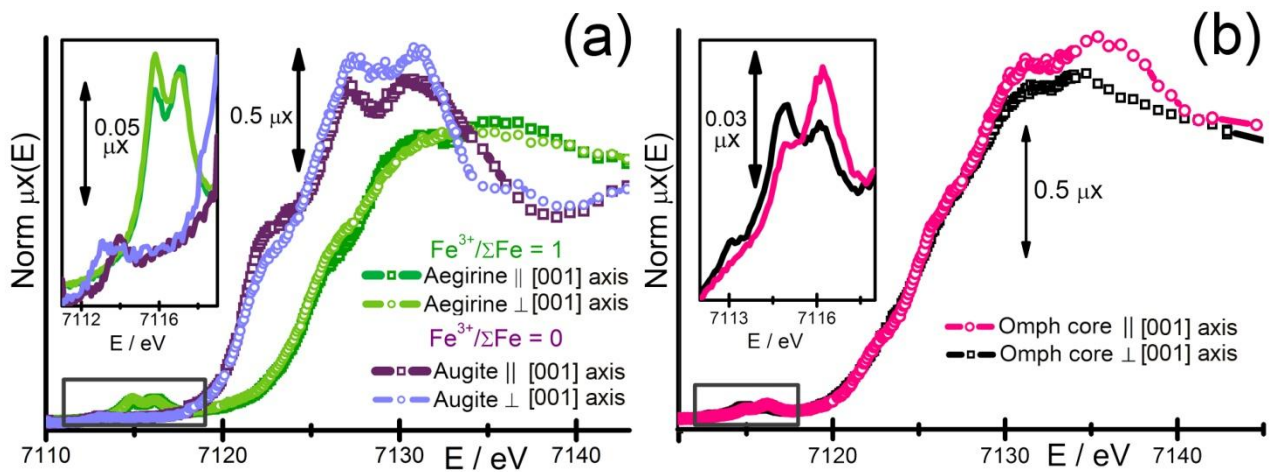 (a)
Norm μx(E)
0.05
μX
7112 7116
E / eV
0.5 μx
Fe³⁺/ΣFe = 1
Aegirine || [001] axis
Aegirine ⊥ [001] axis
Fe³⁺/ΣFe = 0
Augite || [001] axis
Augite ⊥ [001] axis
7110 7120 7130 7140
E / eV
(b)
Norm μx(E)
0.03
μX
7113 7116
E / eV
0.5 μx
Omph core || [001] axis
Omph core ⊥ [001] axis
7120 7130 7140
E / eV